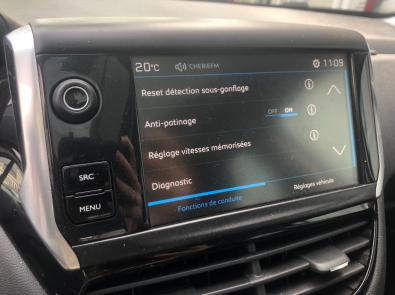 20°C CHERIEFM 11:09
Reset détection sous-gonflage
Anti-patinage OFF ON
Réglage vitesses mémorisées
Diagnostic
Fonctions de conduite Réglages véhicule
SRC
MENU